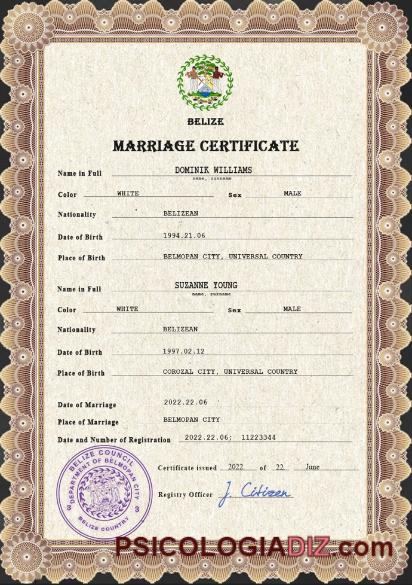 BELIZE
MARRIAGE CERTIFICATE
Name in Full DOMINIK WILLIAMS
name, surname
Color WHITE Sex MALE
Nationality BELIZEAN
Date of Birth 1994.21.06
Place of Birth BELMOPAN CITY, UNIVERSAL COUNTRY
Name in Full SUZANNE YOUNG
name, surname
Color WHITE Sex MALE
Nationality BELIZEAN
Date of Birth 1997.02.12
Place of Birth COROZAL CITY, UNIVERSAL COUNTRY
Date of Marriage 2022.22.06
Place of Marriage BELMOPAN CITY
Date and Number of Registration 2022.22.06; 11223344
Certificate issued 2022 of 22 June
Registry Officer J. Citizen
BELIZE COUNCIL
DEPARTMENT OF BELMOPAN CITY
BELIZE COUNTRY
PSICOLOGIADIZ.com